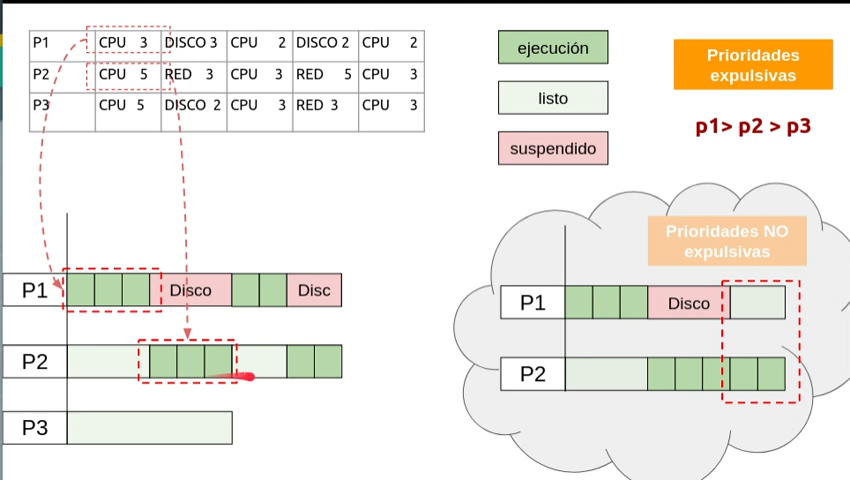 P1 CPU 3 DISCO 3 CPU 2 DISCO 2 CPU 2
P2 CPU 5 RED 3 CPU 3 RED 5 CPU 3
P3 CPU 5 DISCO 2 CPU 3 RED 3 CPU 3
ejecución
listo
suspendido
Prioridades
expulsivas
p1> p2 > p3
P1 Disco Disc
P2
P3
Prioridades NO
expulsivas
P1 Disco
P2